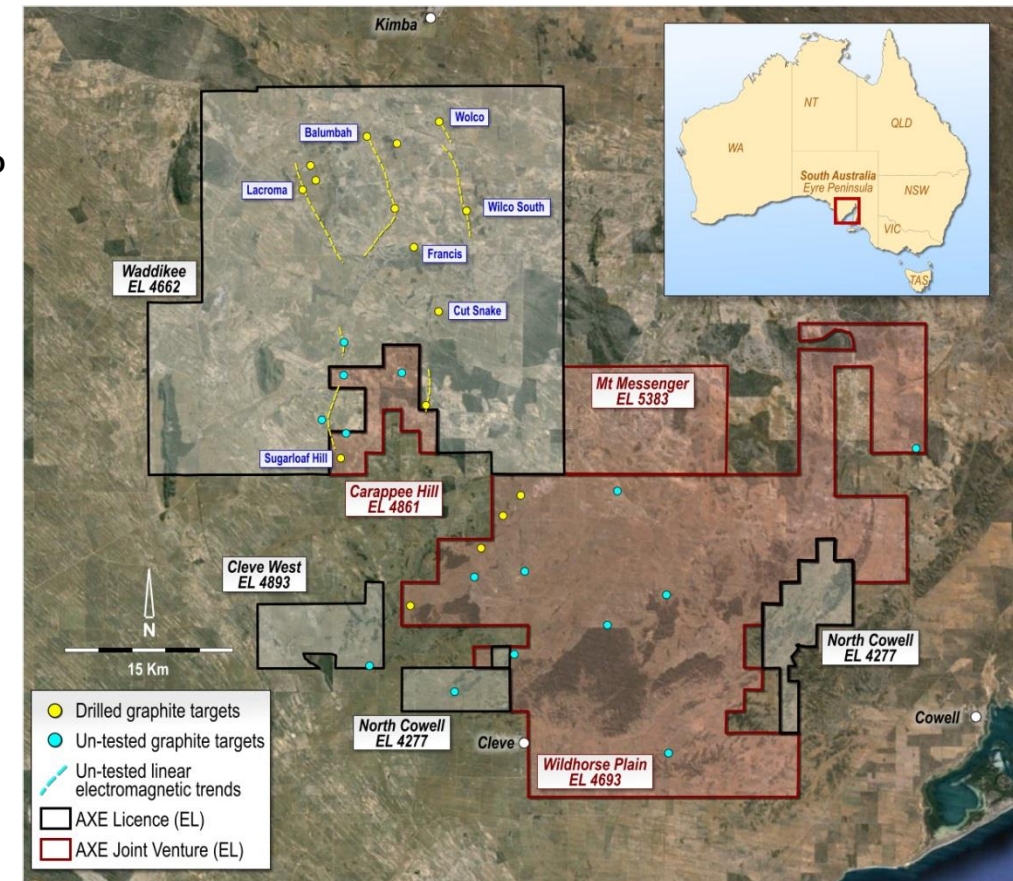 Kimba
Wolco
Balumbah
Lacroma
Wilco South
Francis
Waddikee
EL 4662
Cut Snake
NT
QLD
WA
South Australia
Eyre Peninsula
NSW
VIC
TAS
Mt Messenger
EL 5383
Sugarloaf Hill
Carappee Hill
EL 4861
Cleve West
EL 4893
N
15 Km
North Cowell
EL 4277
North Cowell
EL 4277
Cowell
Cleve
Wildhorse Plain
EL 4693
Drilled graphite targets
Un-tested graphite targets
Un-tested linear
electromagnetic trends
AXE Licence (EL)
AXE Joint Venture (EL)